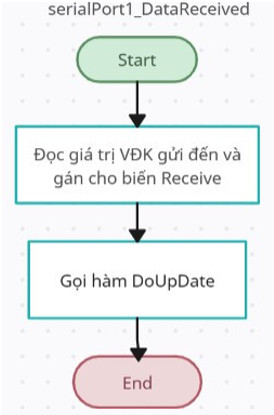 serialPort1_DataReceived
Start
Đọc giá trị VĐK gửi đến và
gán cho biến Receive
Gọi hàm DoUpDate
End